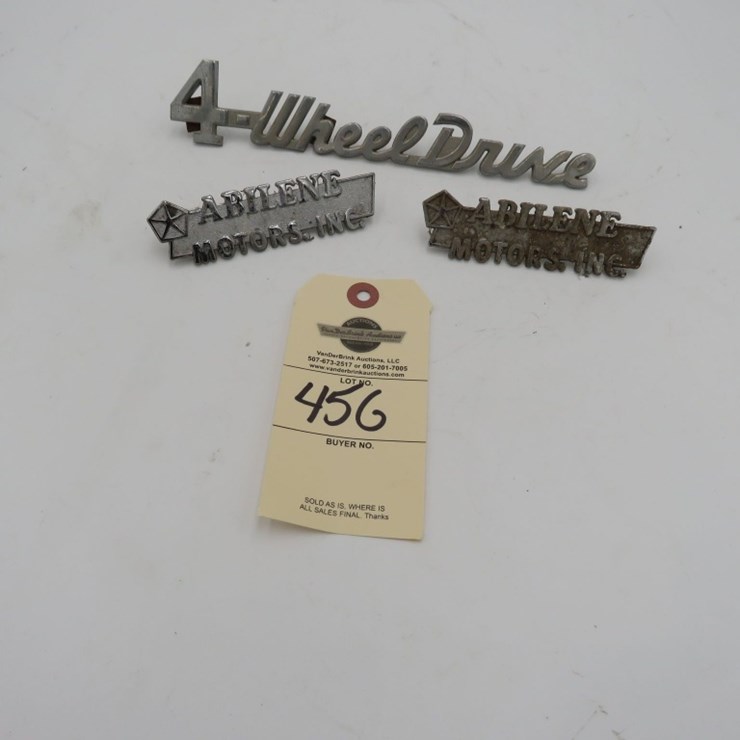 4-Wheel Drive
ABILENE
MOTORS, INC.
ABILENE
MOTORS, INC.
AUCTIONS
VanDerBrink Auctions, LLC
507-673-2517 or 605-201-7005
www.vanderbrinkauctions.com
LOT NO.
456
BUYER NO.
SOLD AS IS, WHERE IS
ALL SALES FINAL. Thanks